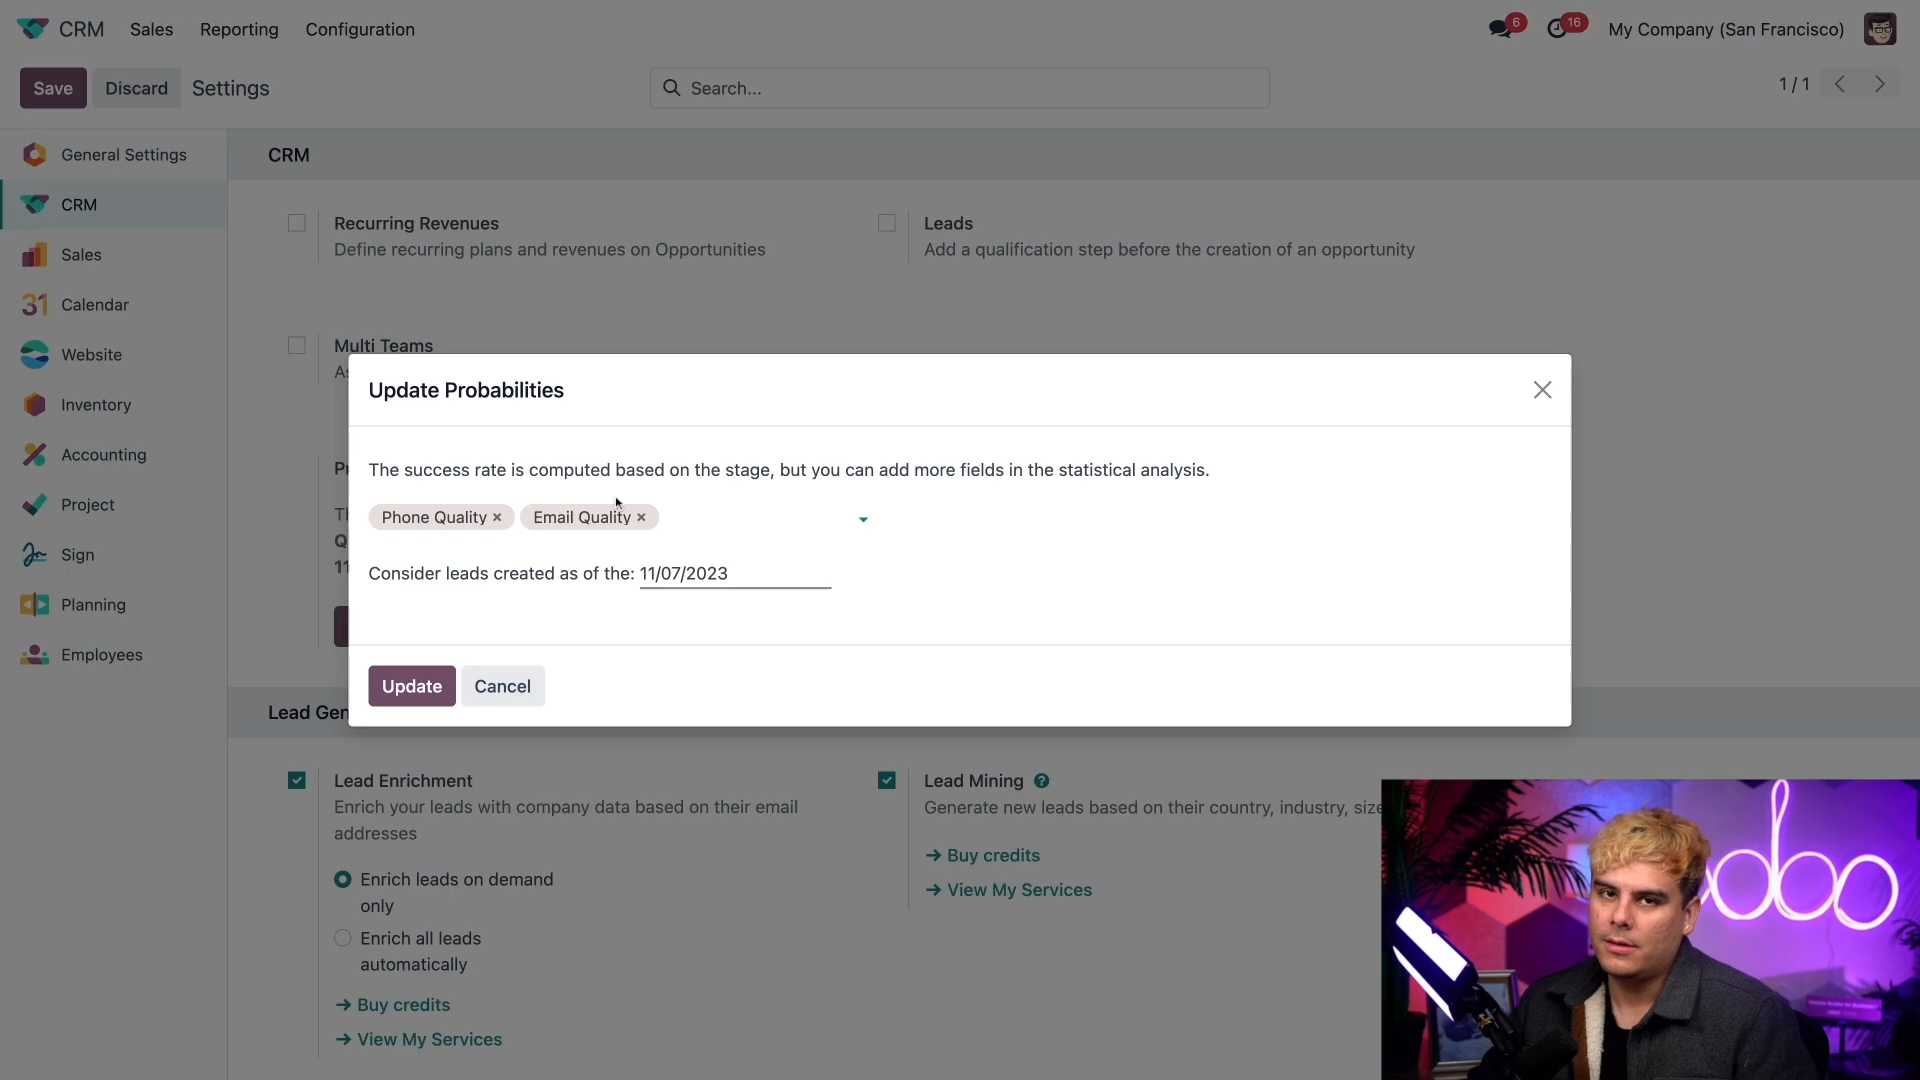 CRM Sales Reporting Configuration 6 16 My Company (San Francisco)
Save Discard Settings Search... 1 / 1
General Settings
CRM
Sales
31 Calendar
Website
Inventory
Accounting
Project
Sign
Planning
Employees
CRM
Recurring Revenues
Define recurring plans and revenues on Opportunities
Leads
Add a qualification step before the creation of an opportunity
Multi Teams
Update Probabilities
The success rate is computed based on the stage, but you can add more fields in the statistical analysis.
Phone Quality × Email Quality ×
Consider leads created as of the: 11/07/2023
Update Cancel
Lead Gen
Lead Enrichment
Enrich your leads with company data based on their email
addresses
Enrich leads on demand
only
Enrich all leads
automatically
→ Buy credits
→ View My Services
Lead Mining ?
Generate new leads based on their country, industry, size
→ Buy credits
→ View My Services
odoo